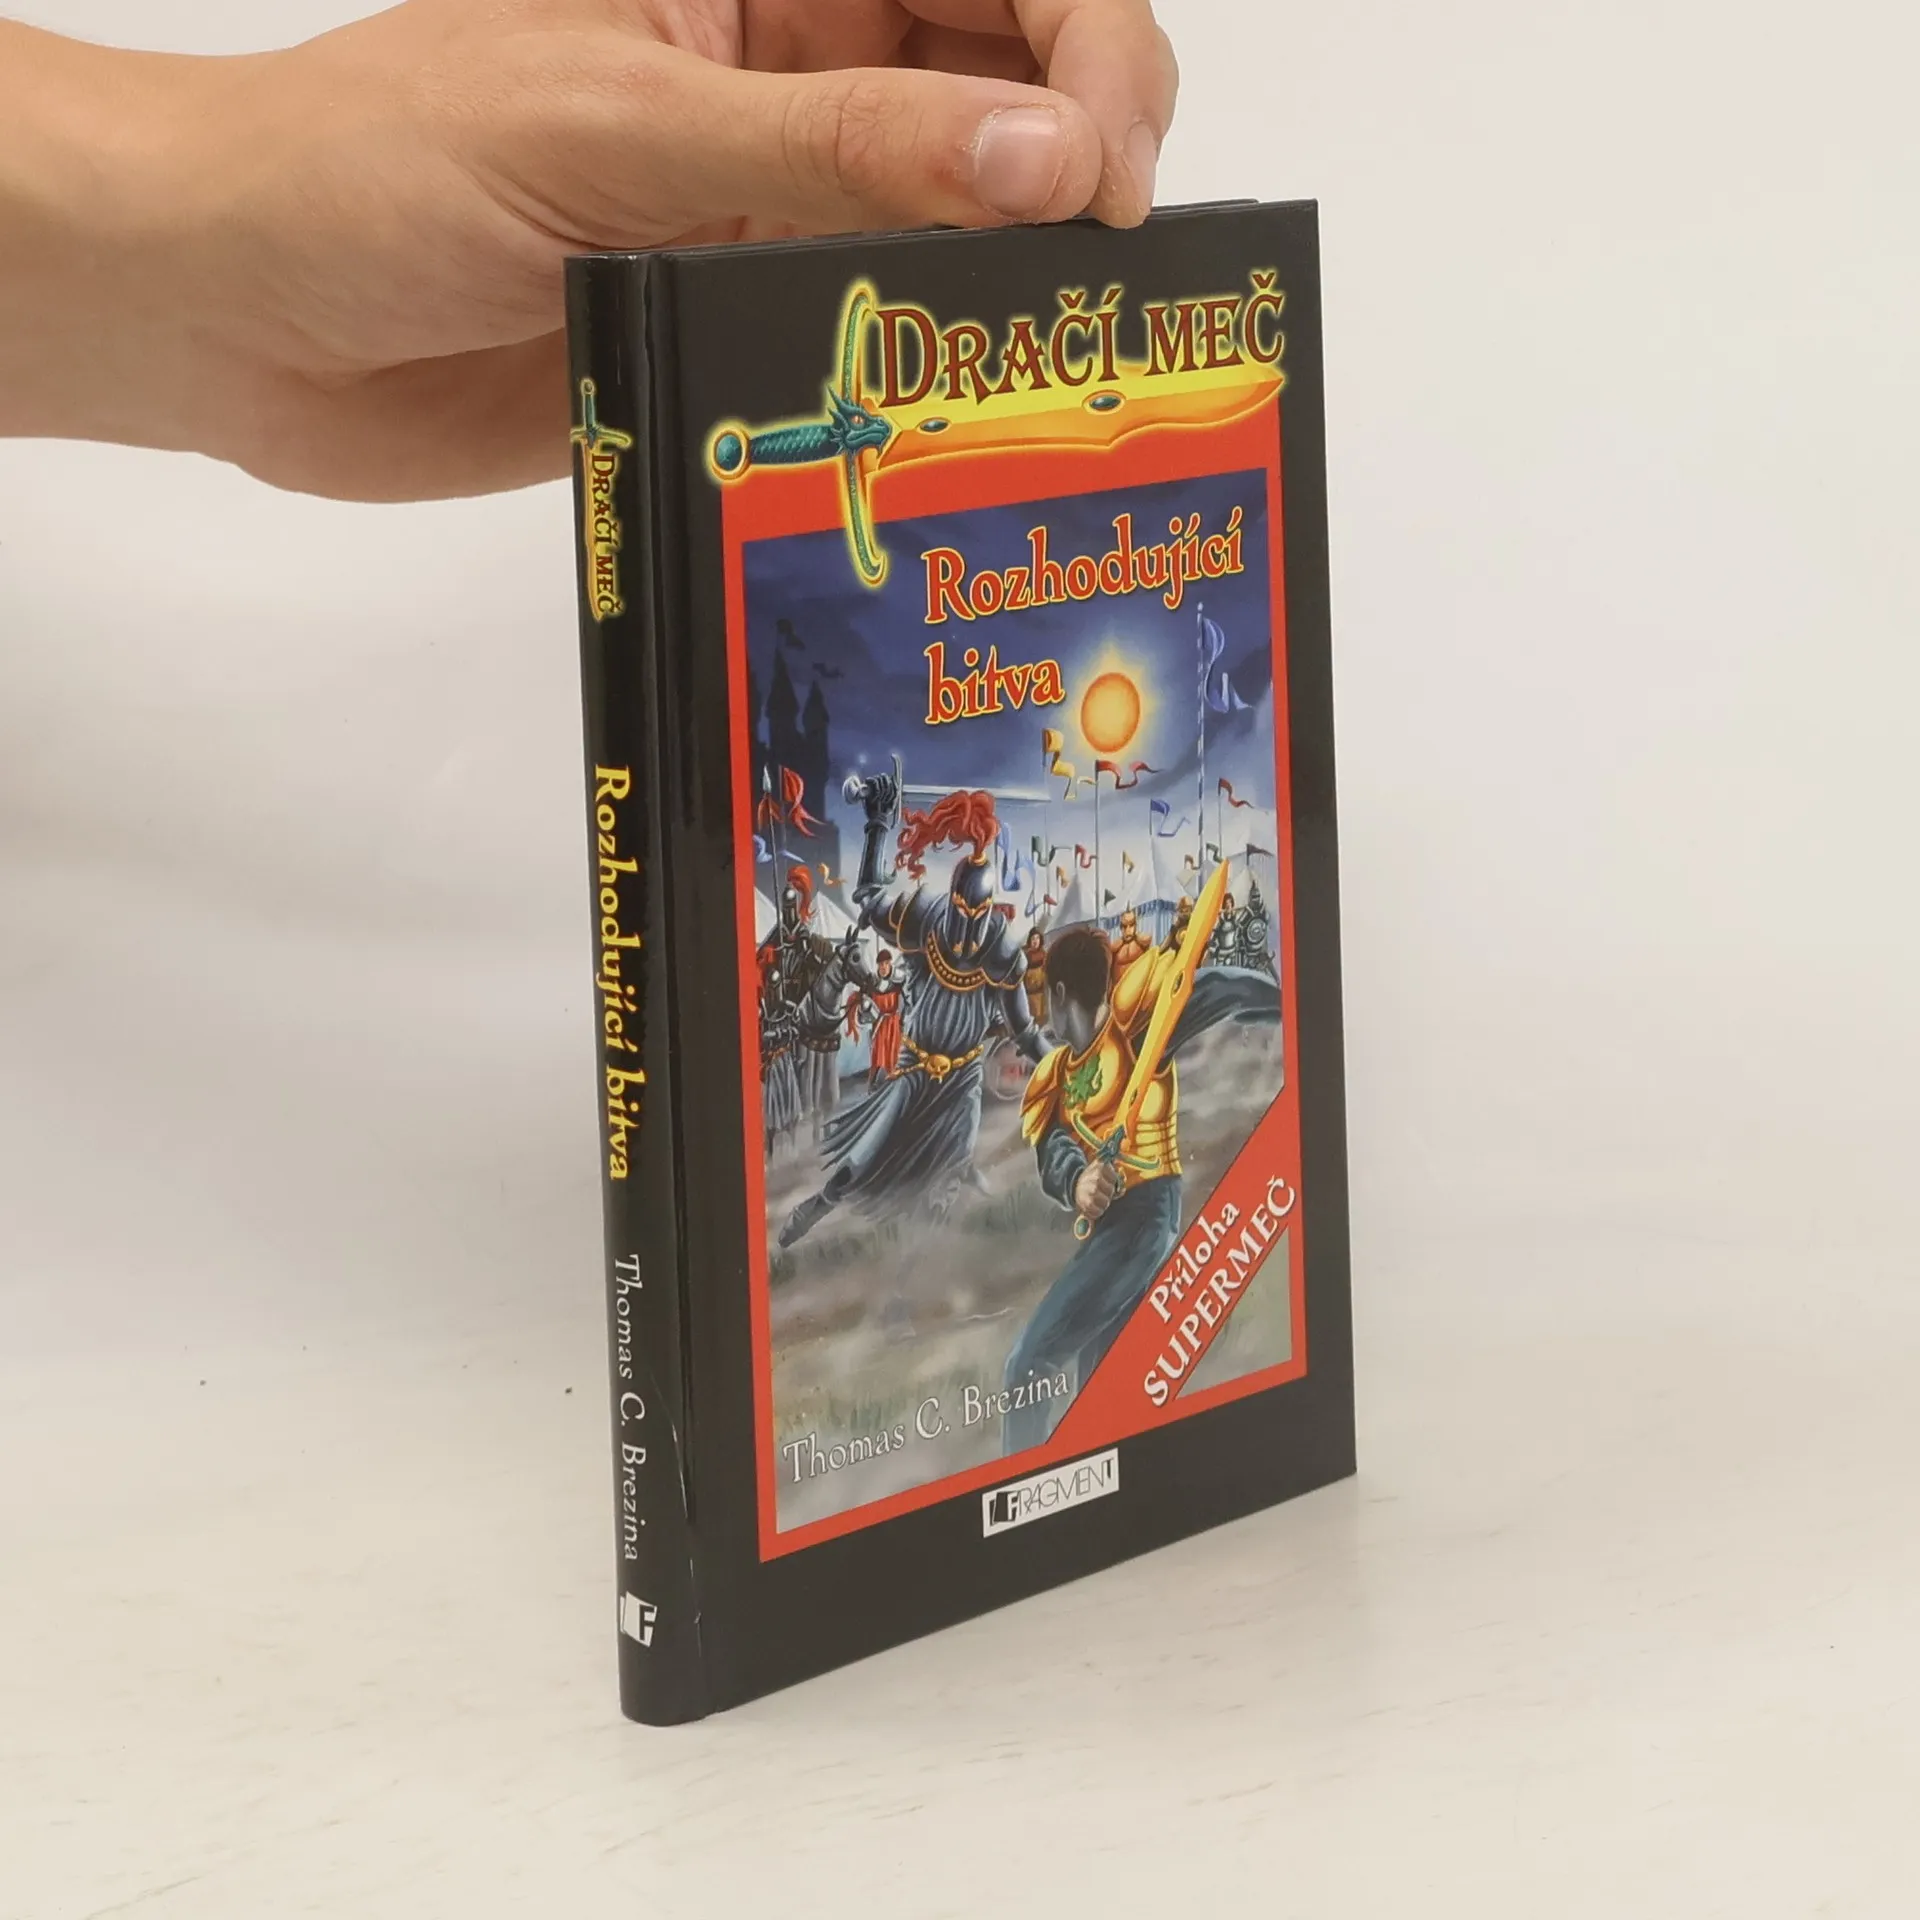 Dračí meč
Rozhodující
bitva
Příloha
SUPERMEČ
Thomas C. Brezina
FRAGMENT
Dračí meč
Rozhodující bitva
Thomas C. Brezina
F